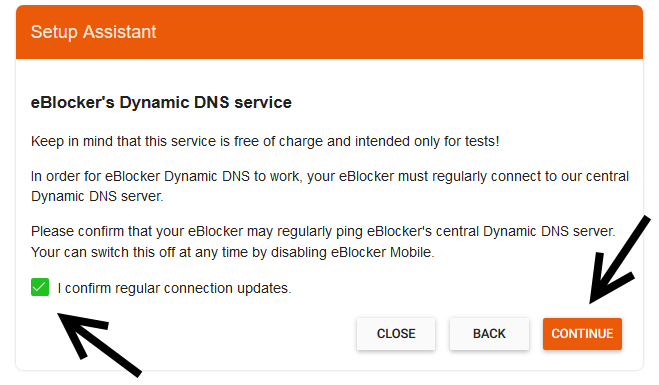 Setup Assistant
eBlocker's Dynamic DNS service
Keep in mind that this service is free of charge and intended only for tests!
In order for eBlocker Dynamic DNS to work, your eBlocker must regularly connect to our central
Dynamic DNS server.
Please confirm that your eBlocker may regularly ping eBlocker's central Dynamic DNS server.
Your can switch this off at any time by disabling eBlocker Mobile.
I confirm regular connection updates.
CLOSE BACK CONTINUE